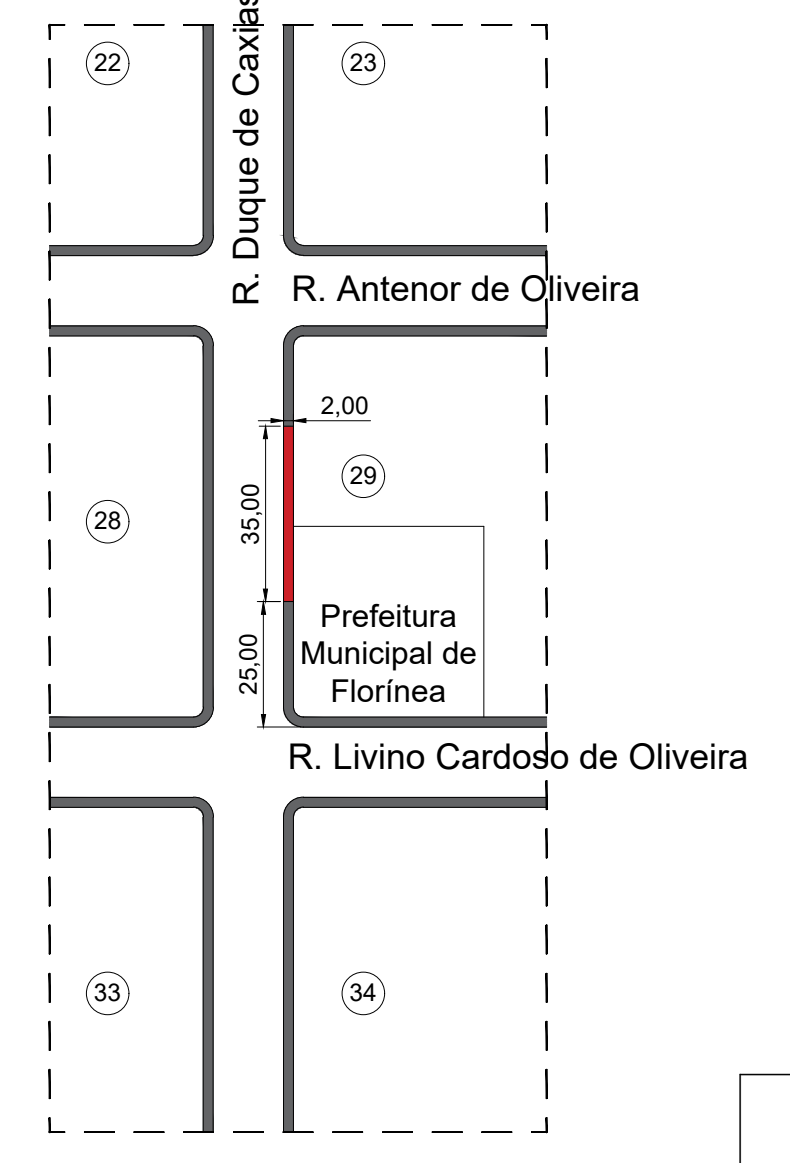 22
23
R. Duque de Caxias
R. Antenor de Oliveira
2,00
35,00
29
28
25,00
Prefeitura
Municipal de
Florínea
R. Livino Cardoso de Oliveira
33
34